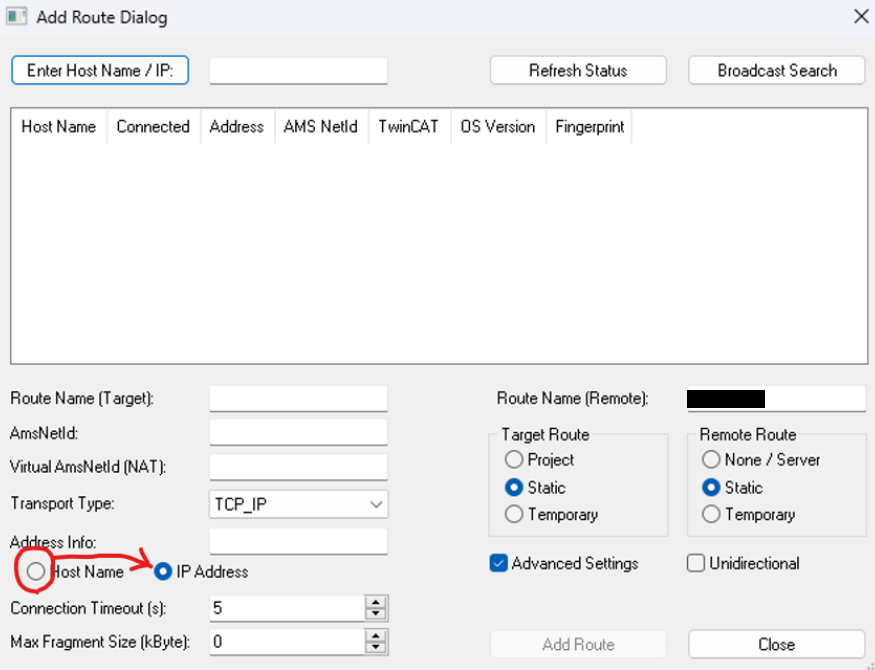 Add Route Dialog
Enter Host Name / IP:
Refresh Status
Broadcast Search
Host Name Connected Address AMS NetId TwinCAT OS Version Fingerprint
Route Name (Target):
Route Name (Remote):
AmsNetId:
Target Route
Remote Route
Virtual AmsNetId (NAT):
Project
None / Server
Transport Type:
TCP_IP
Static
Static
Temporary
Temporary
Address Info:
Host Name
IP Address
Advanced Settings
Unidirectional
Connection Timeout (s):
5
Max Fragment Size (kByte):
0
Add Route
Close